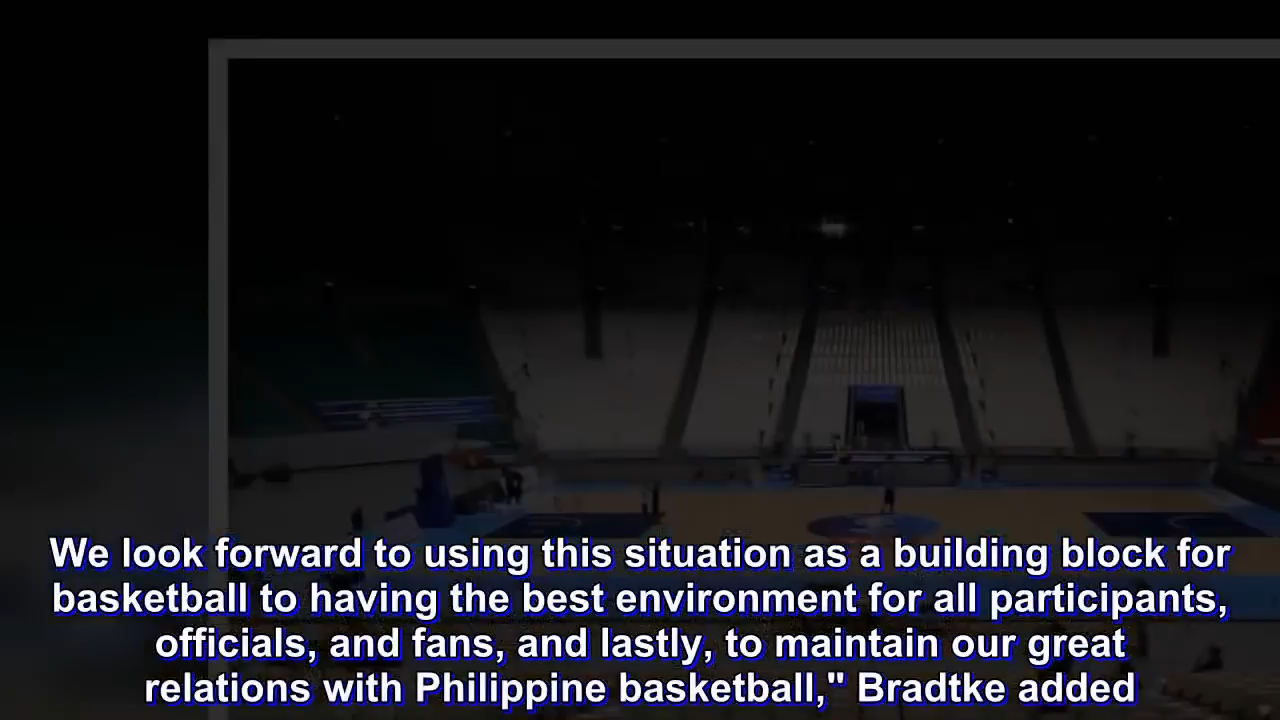 We look forward to using this situation as a building block for
basketball to having the best environment for all participants,
officials, and fans, and lastly, to maintain our great
relations with Philippine basketball," Bradtke added